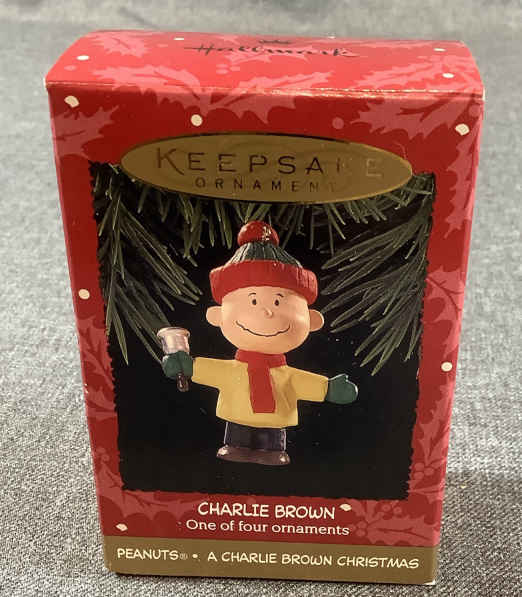 Hallmark
KEEPSAKE
ORNAMENT
CHARLIE BROWN
One of four ornaments
PEANUTS® • A CHARLIE BROWN CHRISTMAS